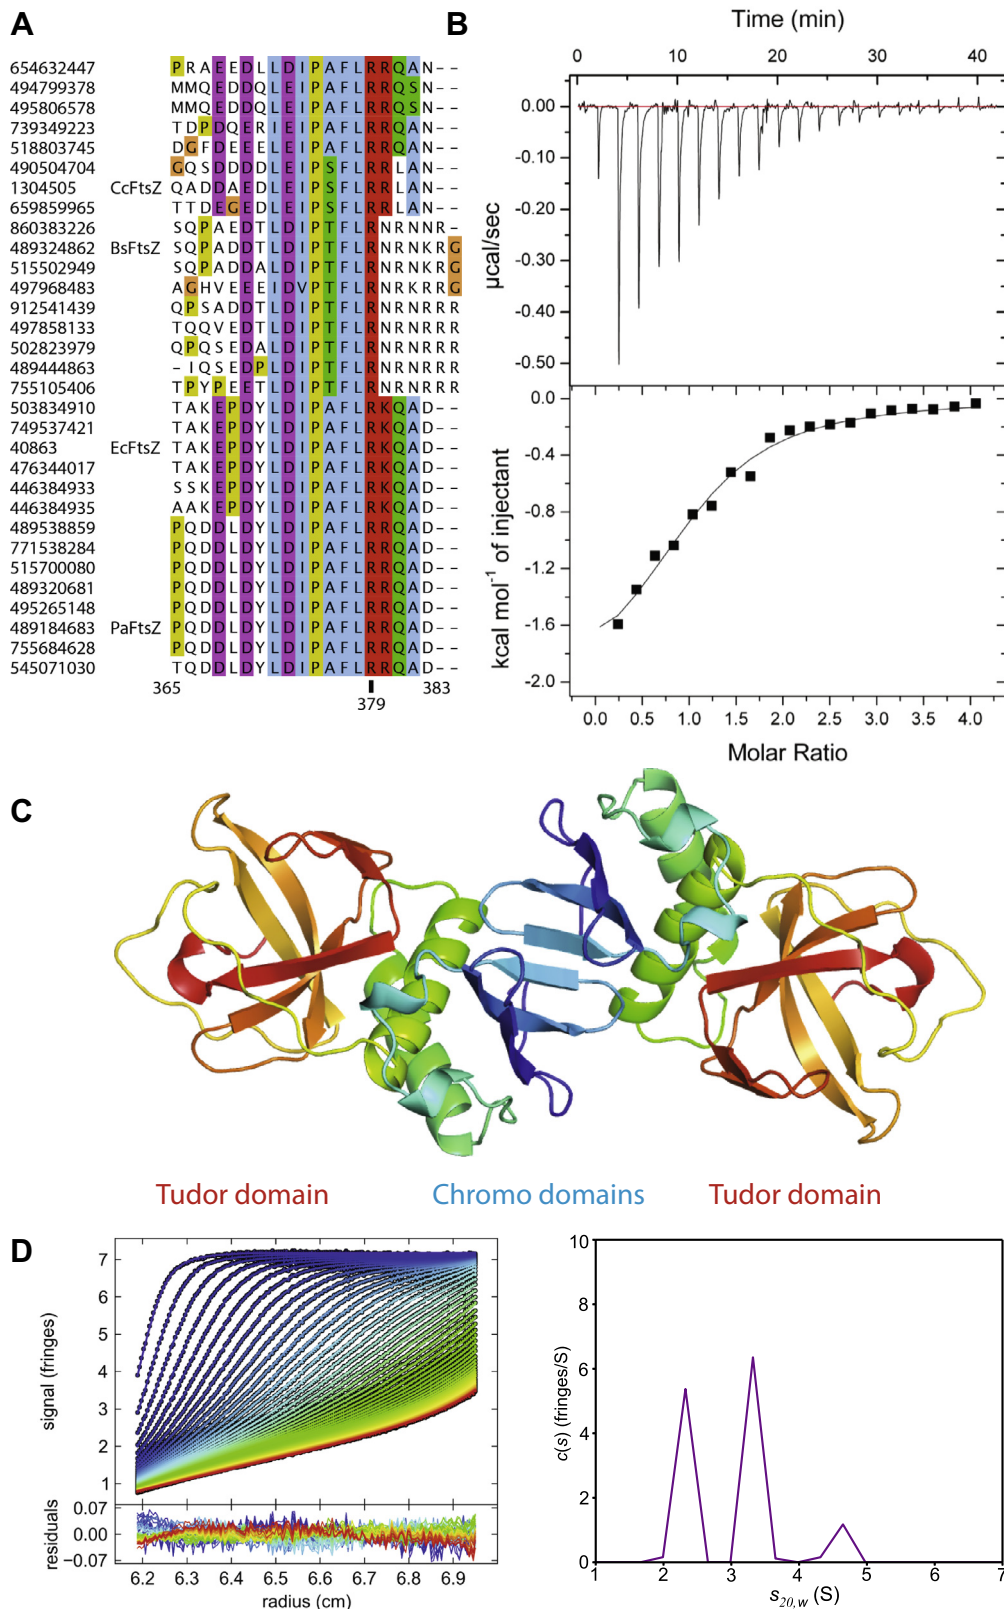 A
654632447 PRAEEDLLDIPAFLRRQAN--
494799378 MMQEDDQLEIPAFLRRQSN--
495806578 MMQEDDQLEIPAFLRRQSN--
739349223 TDPDQERIEIPAFLRRQAN--
518803745 DGFDEEELEIPAFLRRQAN--
490504704 GQSDDDDLEIPSFLRRLAN--
1304505 CcFtsZ QADDAEDLEIPSFLRRLAN--
659859965 TTDEGEDLEIPSFLRRLAN--
860383226 SQPAEDTLDIPTFLRNRNNR-
489324862 BsFtsZ SQPADDTLDIPTFLRNRNKRG
515502949 SQPADDALDIPTFLRNRNKRG
497968483 AGHVEEEIDVPTFLRNRKRRG
912541439 QPSADDTLDIPTFLRNRNRRR
497858133 TQQVEDTLDIPTFLRNRNRRR
502823979 QPQSEDALDIPTFLRNRNRRR
489444863 -IQSEDPLDIPTFLRNRNRRR
755105406 TPYPEETLDIPTFLRNRNRRR
503834910 TAKEPDYLDIPAFLRKQAD--
749537421 TAKEPDYLDIPAFLRKQAD--
40863 EcFtsZ TAKEPDYLDIPAFLRKQAD--
476344017 TAKEPDYLDIPAFLRKQAD--
446384933 SSKEPDYLDIPAFLRKQAD--
446384935 AAKEPDYLDIPAFLRKQAD--
489538859 PQDDLDYLDIPAFLRRQAD--
771538284 PQDDLDYLDIPAFLRRQAD--
515700080 PQDDLDYLDIPAFLRRQAD--
489320681 PQDDLDYLDIPAFLRRQAD--
495265148 PQDDLDYLDIPAFLRRQAD--
489184683 PaFtsZ PQDDLDYLDIPAFLRRQAD--
755684628 PQDDLDYLDIPAFLRRQAD--
545071030 TQDDLDYLDIPAFLRRQAD--
365 383
379
B
Time (min)
0 10 20 30 40
0.00
-0.10
-0.20
-0.30
-0.40
-0.50
µcal/sec
0.0
-0.4
-0.8
-1.2
-1.6
-2.0
kcal mol⁻¹ of injectant
0.0 0.5 1.0 1.5 2.0 2.5 3.0 3.5 4.0
Molar Ratio
C
Tudor domain Chromo domains Tudor domain
D
7
6
5
4
3
2
1
signal (fringes)
0.07
0.00
−0.07
residuals
6.2 6.3 6.4 6.5 6.6 6.7 6.8 6.9
radius (cm)
10
8
6
4
2
0
c(s) (fringes/S)
1 2 3 4 5 6 7
s20,w (S)